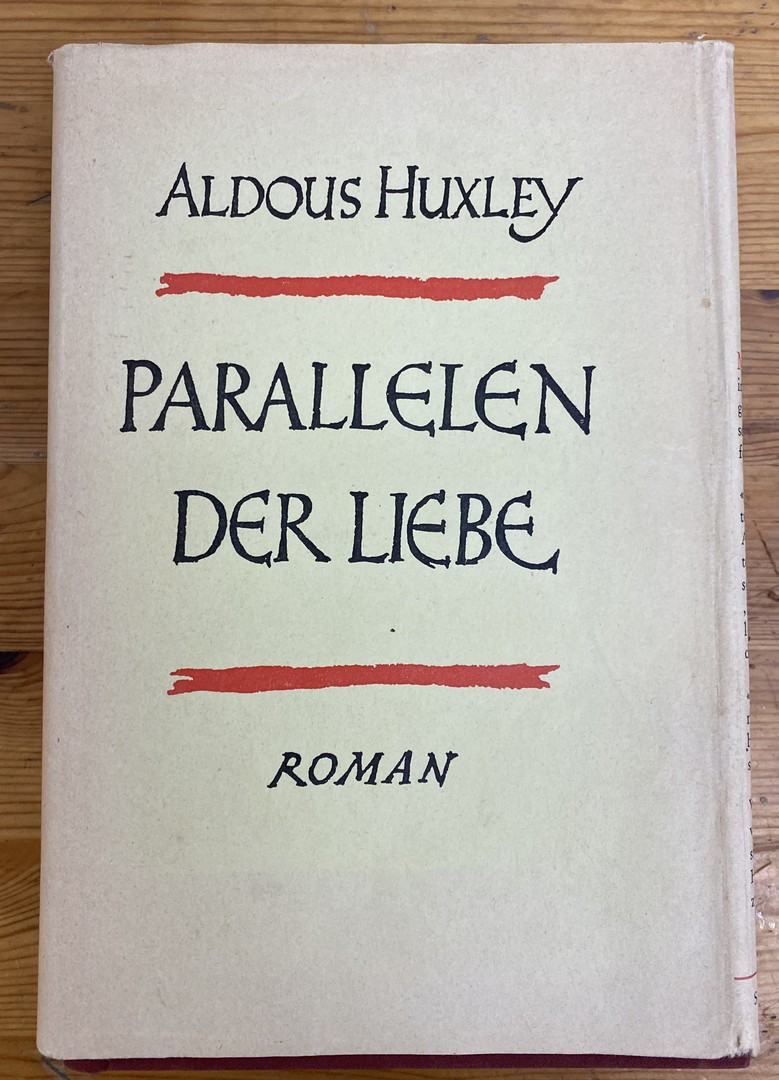 ALDOUS HUXLEY
PARALLELEN
DER LIEBE
ROMAN